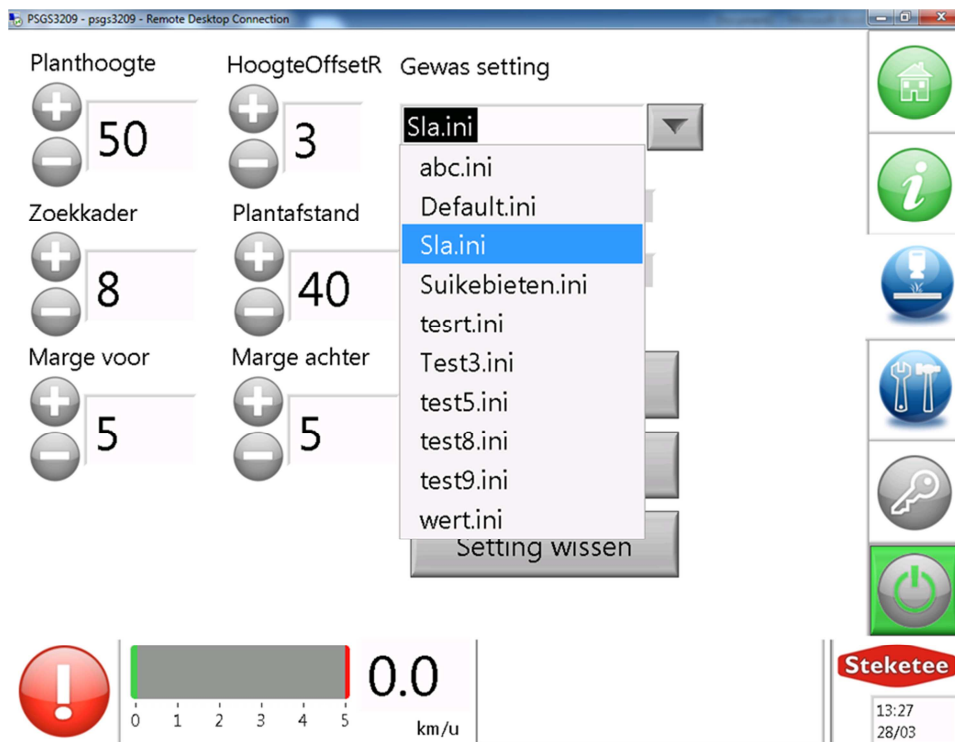 PSGS3209 - psgs3209 - Remote Desktop Connection
Planthoogte
HoogteOffsetR
Gewas setting
50
3
Sla.ini
abc.ini
Default.ini
Sla.ini
Suikebieten.ini
tesrt.ini
Test3.ini
test5.ini
test8.ini
test9.ini
wert.ini
Zoekkader
Plantafstand
8
40
Marge voor
Marge achter
5
5
Setting wissen
0.0
0 1 2 3 4 5
km/u
Steketee
13:27
28/03